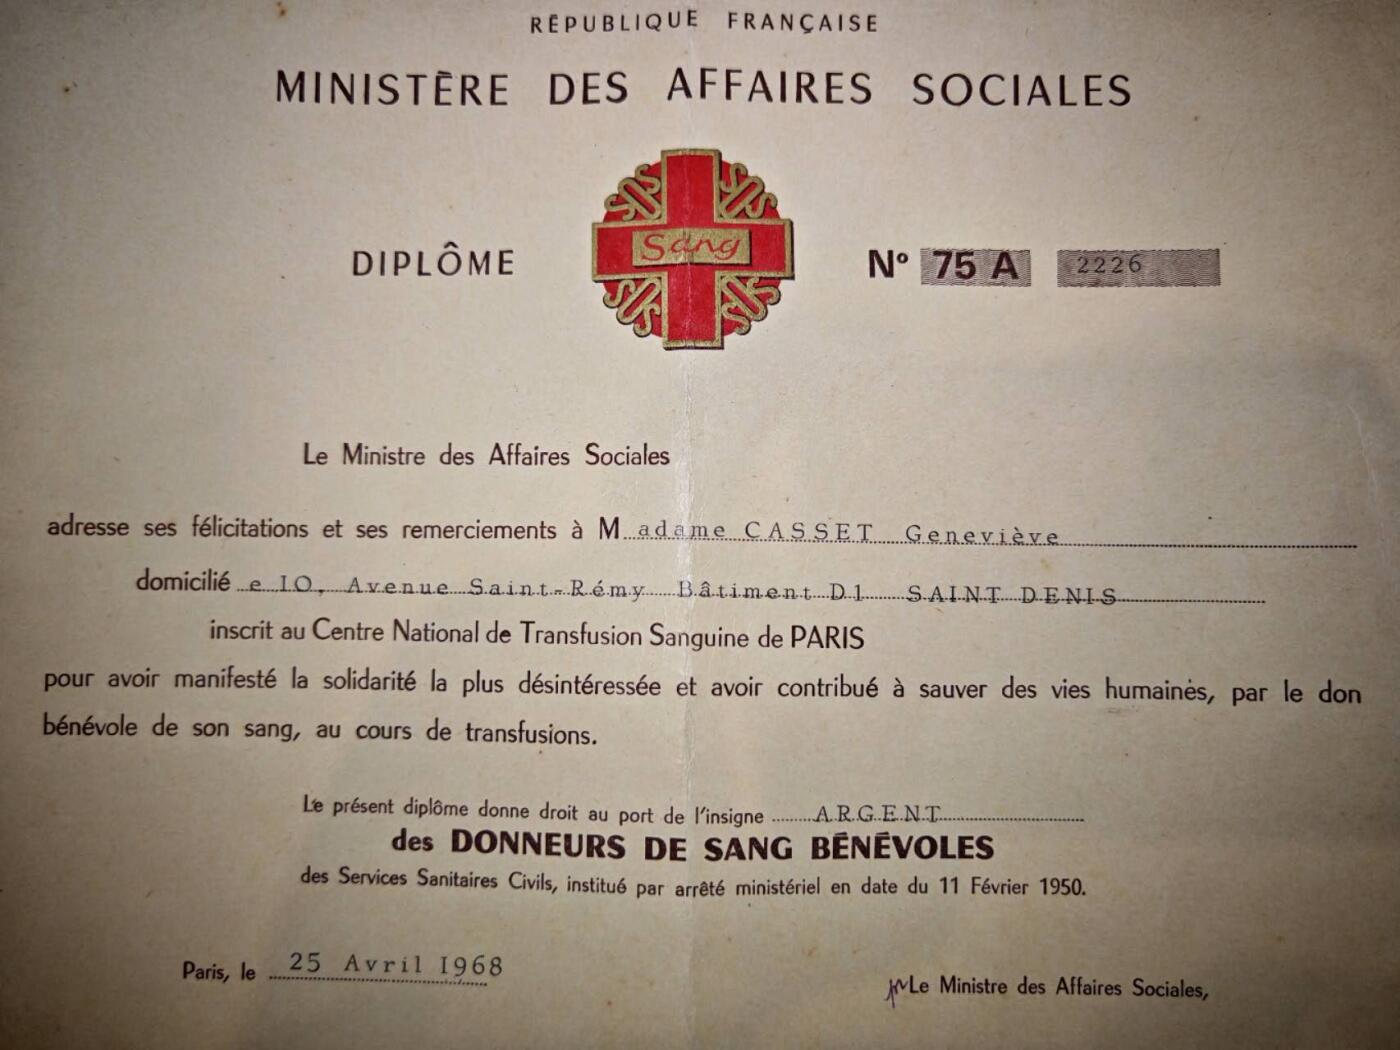 RÉPUBLIQUE FRANÇAISE
MINISTÈRE DES AFFAIRES SOCIALES
DIPLÔME Sang Nº 75 A 2226
Le Ministre des Affaires Sociales
adresse ses félicitations et ses remerciements à Madame CASSET Geneviève
domicilié e 10, Avenue Saint-Rémy Bâtiment D1 SAINT DENIS
inscrit au Centre National de Transfusion Sanguine de PARIS
pour avoir manifesté la solidarité la plus désintéressée et avoir contribué à sauver des vies humaines, par le don
bénévole de son sang, au cours de transfusions.
Le présent diplôme donne droit au port de l'insigne ARGENT
des DONNEURS DE SANG BÉNÉVOLES
des Services Sanitaires Civils, institué par arrêté ministériel en date du 11 Février 1950.
Paris, le 25 Avril 1968
Le Ministre des Affaires Sociales,